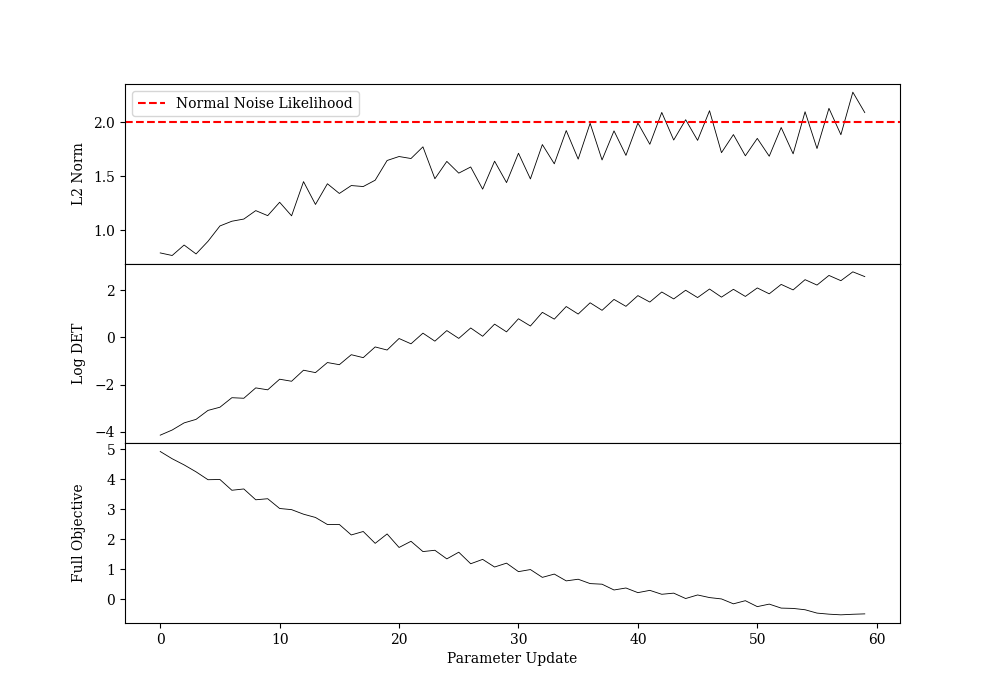 Normal Noise Likelihood
2.0
1.5
1.0
L2 Norm
2
0
−2
−4
Log DET
5
4
3
2
1
0
Full Objective
0 10 20 30 40 50 60
Parameter Update